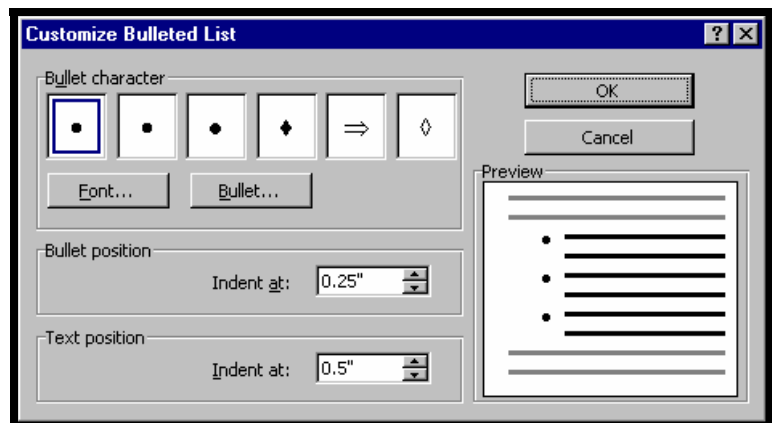 Customize Bulleted List
Bullet character
Font...
Bullet...
Bullet position
Indent at:
0.25"
Text position
Indent at:
0.5"
OK
Cancel
Preview